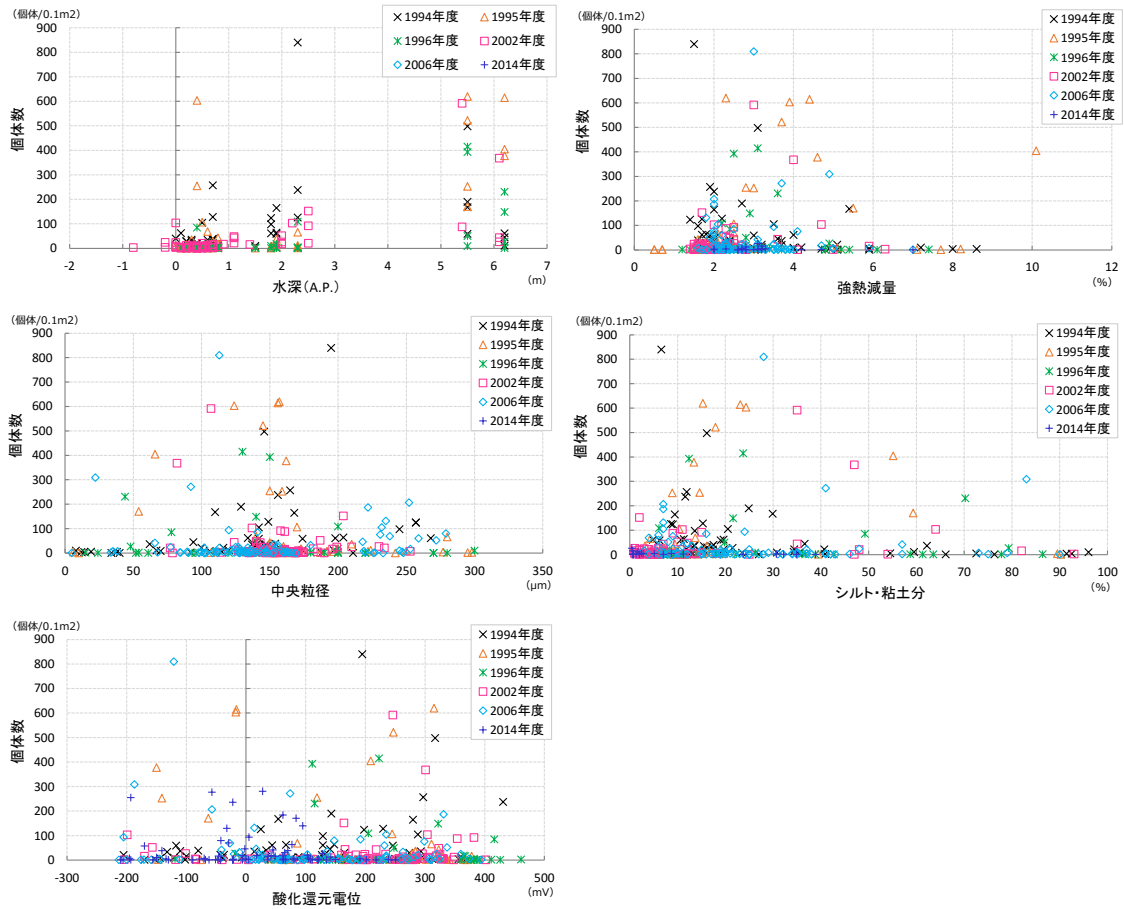 (個体/0.1m2)
900
800
700
600
500
400
300
200
100
0
個体数
-2 -1 0 1 2 3 4 5 6 7
水深(A.P.)
(m)
1994年度 1995年度
1996年度 2002年度
2006年度 2014年度
(個体/0.1m2)
900
800
700
600
500
400
300
200
100
0
個体数
0 2 4 6 8 10 12
強熱減量
(%)
1994年度
1995年度
1996年度
2002年度
2006年度
2014年度
(個体/0.1m2)
900
800
700
600
500
400
300
200
100
0
個体数
0 50 100 150 200 250 300 350
中央粒径
(μm)
1994年度
1995年度
1996年度
2002年度
2006年度
2014年度
(個体/0.1m2)
900
800
700
600
500
400
300
200
100
0
個体数
0 10 20 30 40 50 60 70 80 90 100
シルト・粘土分
(%)
1994年度
1995年度
1996年度
2002年度
2006年度
2014年度
(個体/0.1m2)
900
800
700
600
500
400
300
200
100
0
個体数
-300 -200 -100 0 100 200 300 400 500
酸化還元電位
(mV)
1994年度
1995年度
1996年度
2002年度
2006年度
2014年度